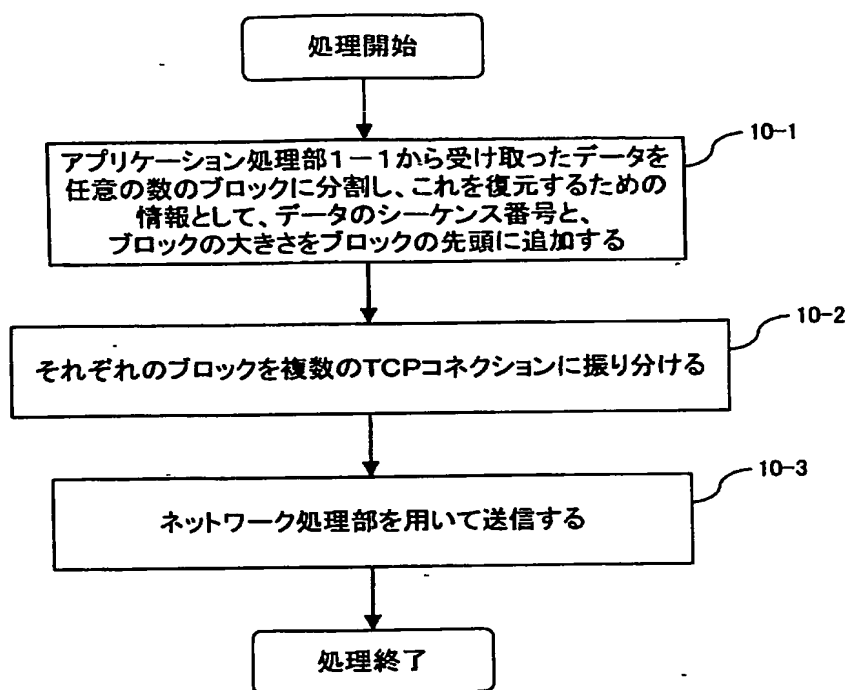 処理開始
10-1
アプリケーション処理部1-1から受け取ったデータを
任意の数のブロックに分割し、これを復元するための
情報として、データのシーケンス番号と、
ブロックの大きさをブロックの先頭に追加する
10-2
それぞれのブロックを複数のTCPコネクションに振り分ける
10-3
ネットワーク処理部を用いて送信する
処理終了